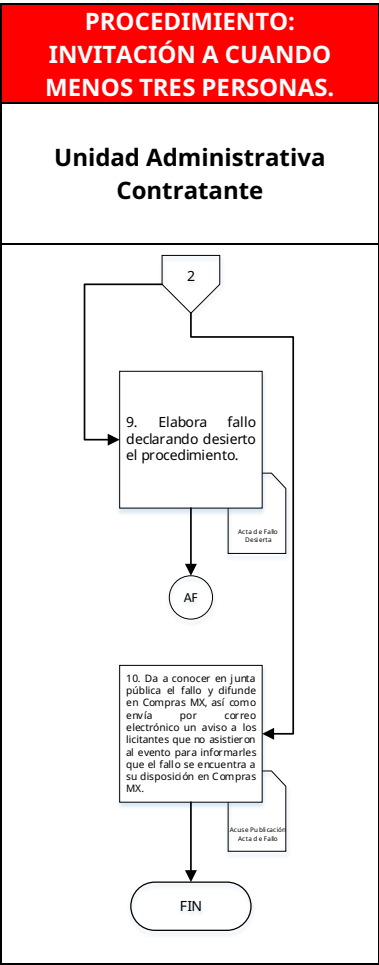 PROCEDIMIENTO:
INVITACIÓN A CUANDO
MENOS TRES PERSONAS.
Unidad Administrativa
Contratante
2
9. Elabora fallo
declarando desierto
el procedimiento.
Acta de Fallo
Desierta
AF
10. Da a conocer en junta
pública el fallo y difunde
en Compras MX, así como
envía por correo
electrónico un aviso a los
licitantes que no asistieron
al evento para informarles
que el fallo se encuentra a
su disposición en Compras
MX.
Acuse Publicación
Acta de Fallo
FIN